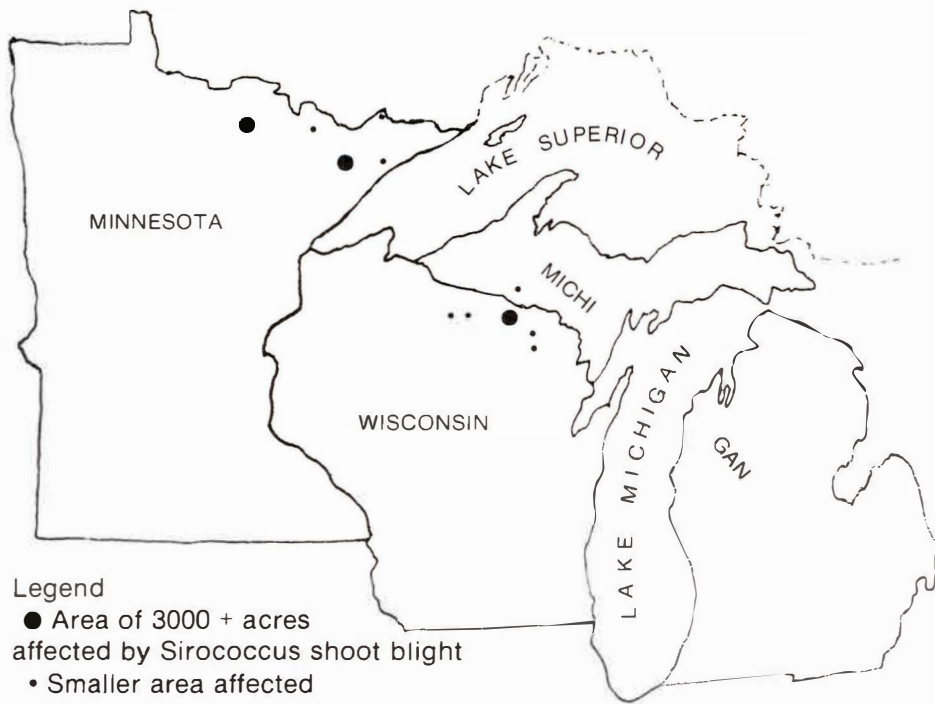 LAKE SUPERIOR
MINNESOTA
MICHI
WISCONSIN
LAKE MICHIGAN
GAN
Legend
● Area of 3000 + acres
affected by Sirococcus shoot blight
• Smaller area affected